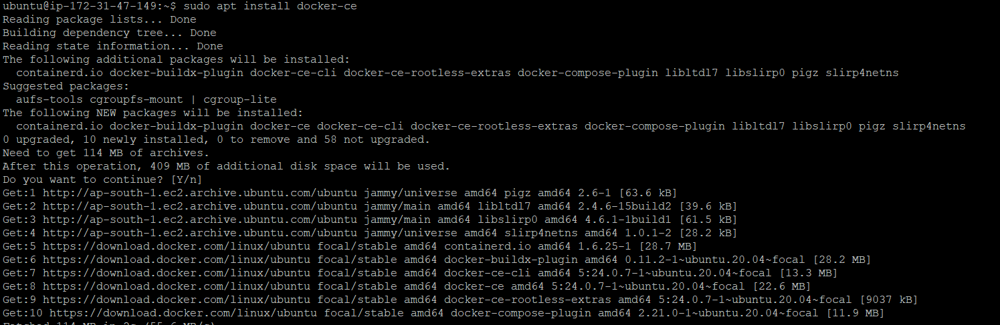 ubuntu@ip-172-31-47-149:~$ sudo apt install docker-ce
Reading package lists... Done
Building dependency tree... Done
Reading state information... Done
The following additional packages will be installed:
  containerd.io docker-buildx-plugin docker-ce-cli docker-ce-rootless-extras docker-compose-plugin libltdl7 libslirp0 pigz slirp4netns
Suggested packages:
  aufs-tools cgroupfs-mount | cgroup-lite
The following NEW packages will be installed:
  containerd.io docker-buildx-plugin docker-ce docker-ce-cli docker-ce-rootless-extras docker-compose-plugin libltdl7 libslirp0 pigz slirp4netns
0 upgraded, 10 newly installed, 0 to remove and 58 not upgraded.
Need to get 114 MB of archives.
After this operation, 409 MB of additional disk space will be used.
Do you want to continue? [Y/n]
Get:1 http://ap-south-1.ec2.archive.ubuntu.com/ubuntu jammy/universe amd64 pigz amd64 2.6-1 [63.6 kB]
Get:2 http://ap-south-1.ec2.archive.ubuntu.com/ubuntu jammy/main amd64 libltdl7 amd64 2.4.6-15build2 [39.6 kB]
Get:3 http://ap-south-1.ec2.archive.ubuntu.com/ubuntu jammy/main amd64 libslirp0 amd64 4.6.1-1build1 [61.5 kB]
Get:4 http://ap-south-1.ec2.archive.ubuntu.com/ubuntu jammy/universe amd64 slirp4netns amd64 1.0.1-2 [28.2 kB]
Get:5 https://download.docker.com/linux/ubuntu focal/stable amd64 containerd.io amd64 1.6.25-1 [28.7 MB]
Get:6 https://download.docker.com/linux/ubuntu focal/stable amd64 docker-buildx-plugin amd64 0.11.2-1~ubuntu.20.04~focal [28.2 MB]
Get:7 https://download.docker.com/linux/ubuntu focal/stable amd64 docker-ce-cli amd64 5:24.0.7-1~ubuntu.20.04~focal [13.3 MB]
Get:8 https://download.docker.com/linux/ubuntu focal/stable amd64 docker-ce amd64 5:24.0.7-1~ubuntu.20.04~focal [22.6 MB]
Get:9 https://download.docker.com/linux/ubuntu focal/stable amd64 docker-ce-rootless-extras amd64 5:24.0.7-1~ubuntu.20.04~focal [9037 kB]
Get:10 https://download.docker.com/linux/ubuntu focal/stable amd64 docker-compose-plugin amd64 2.21.0-1~ubuntu.20.04~focal [11.9 MB]
Fetched 114 MB in 2s (55.6 MB/s)